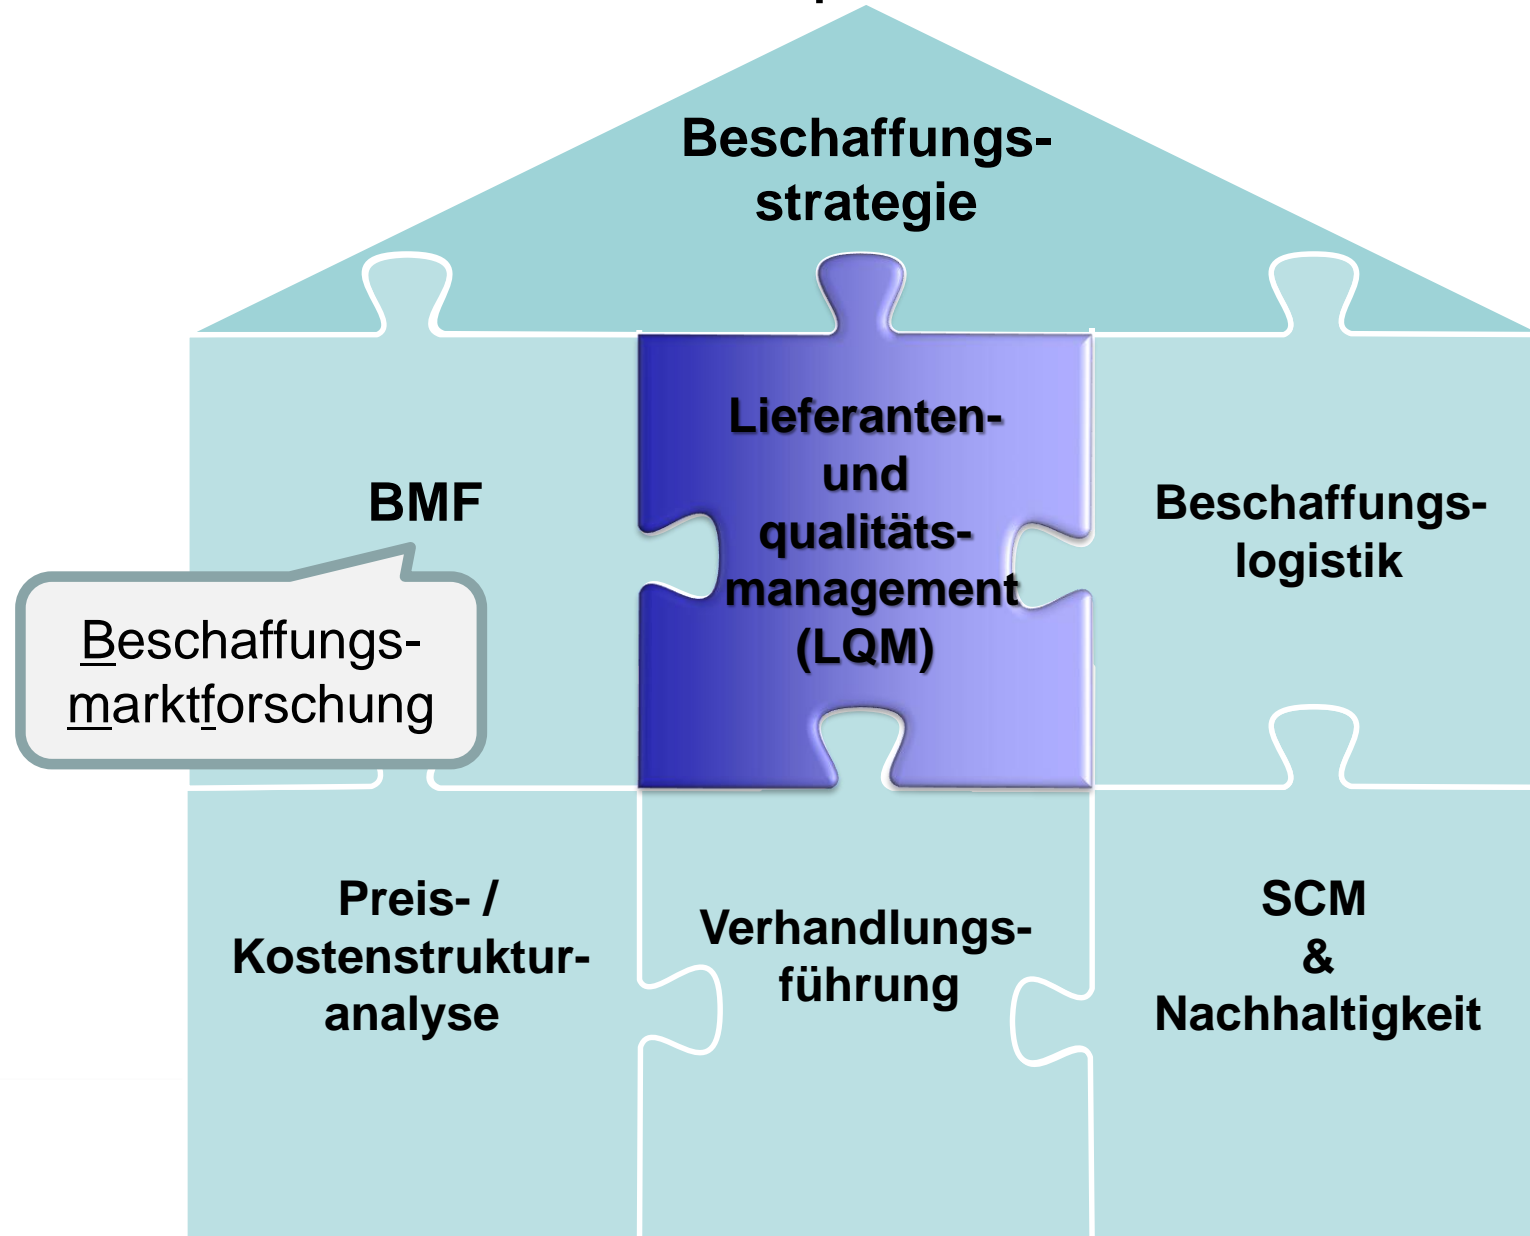 Beschaffungs-
strategie
Lieferanten-
und
qualitäts-
management
(LQM)
BMF
Beschaffungs-
logistik
Beschaffungs-
marktforschung
Preis- /
Kostenstruktur-
analyse
Verhandlungs-
führung
SCM
&
Nachhaltigkeit